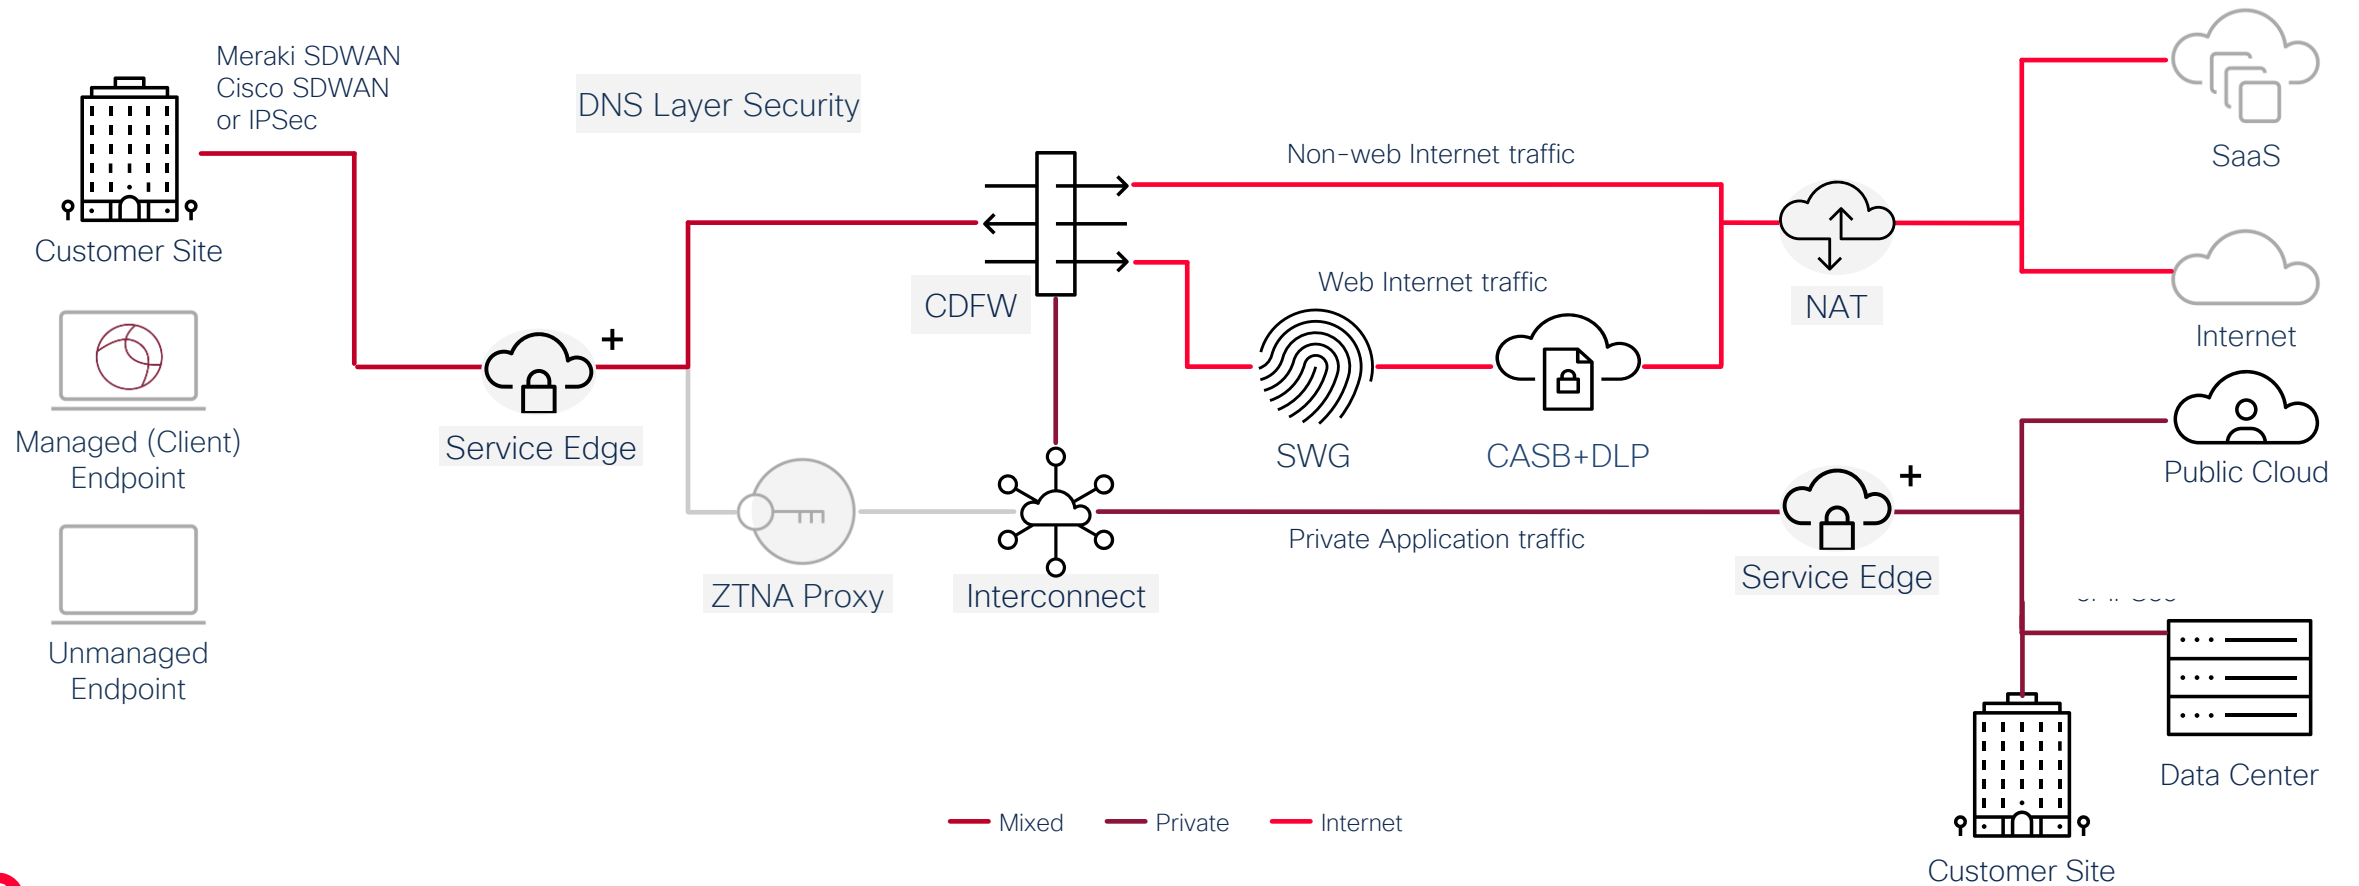 Meraki SDWAN
Cisco SDWAN
or IPSec
Customer Site
Managed (Client)
Endpoint
Unmanaged
Endpoint
DNS Layer Security
Service Edge
CDFW
ZTNA Proxy
Interconnect
Non-web Internet traffic
Web Internet traffic
SWG
CASB+DLP
Private Application traffic
NAT
Service Edge
SaaS
Internet
Public Cloud
Data Center
Customer Site
Mixed
Private
Internet